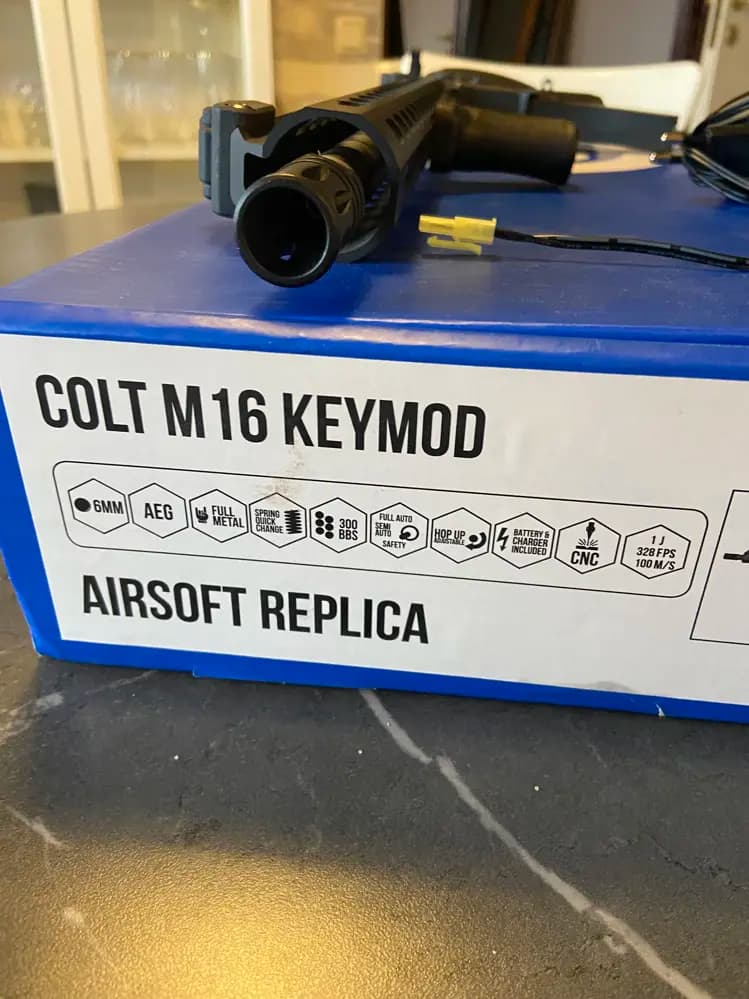 COLT M16 KEYMOD
6MM
AEG
FULL
METAL
SPRING
QUICK
CHANGE
300
BBS
FULL AUTO
SEMI
AUTO
SAFETY
HOP UP
ADJUSTABLE
BATTERY &
CHARGER
INCLUDED
CNC
1 J
328 FPS
100 M/S
AIRSOFT REPLICA